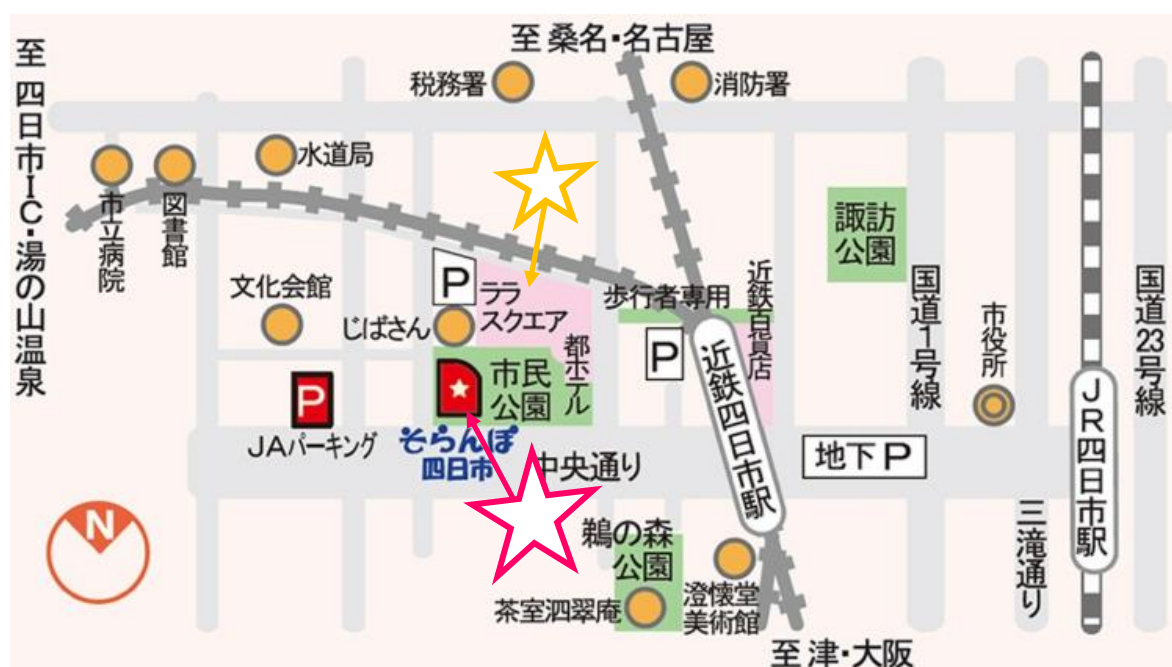 至 桑名・名古屋
至 四日市IC・湯の山温泉
税務署
消防署
水道局
市立病院
図書館
諏訪
公園
国道1号線
国道23号線
文化会館
P
ララ
スクエア
じばさん
歩行者専用
近鉄百貨店
P
都ホテル
市民
公園
近鉄四日市駅
市役所
JR四日市駅
P
JAパーキング
そらんぽ
四日市
中央通り
地下P
三滝通り
N
鵜の森
公園
茶室泗翠庵
澄懐堂
美術館
至 津・大阪